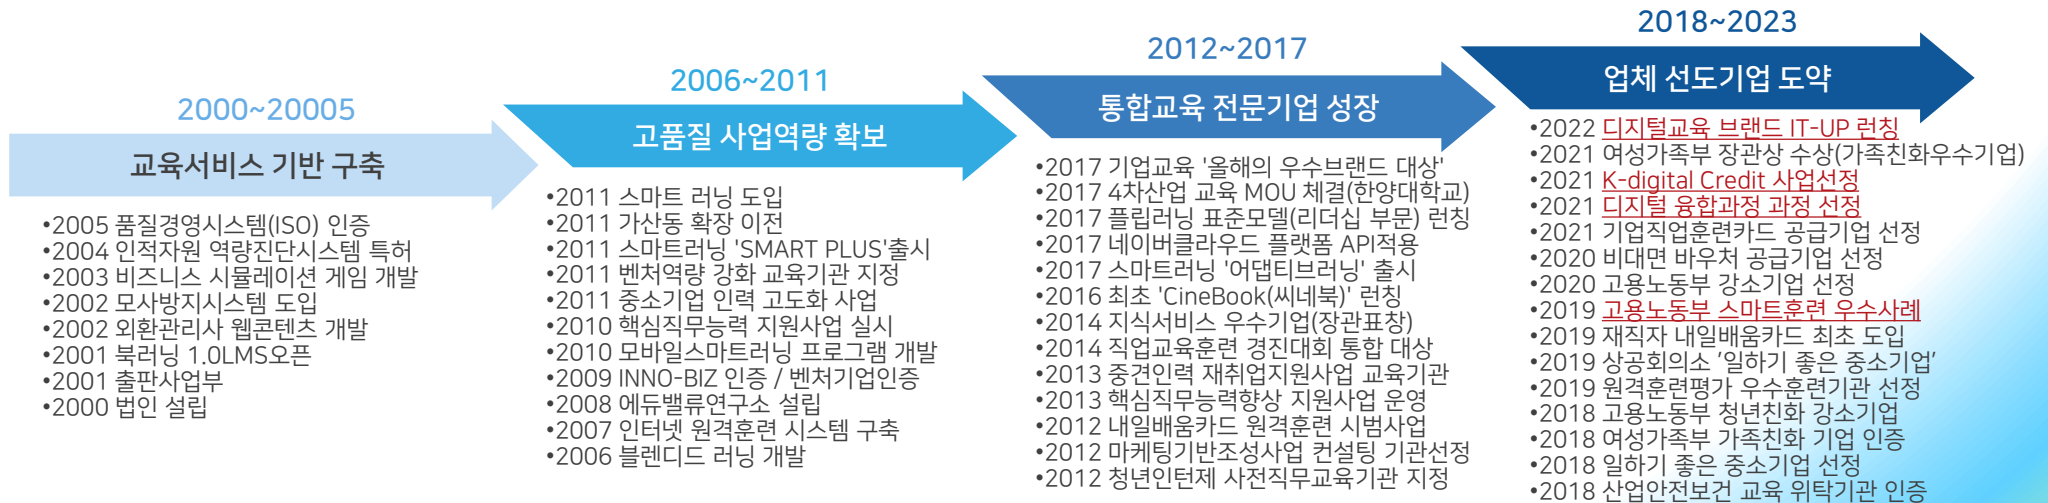 2000~20005
교육서비스 기반 구축
•2005 품질경영시스템(ISO) 인증
•2004 인적자원 역량진단시스템 특허
•2003 비즈니스 시뮬레이션 게임 개발
•2002 모사방지시스템 도입
•2002 외환관리사 웹콘텐츠 개발
•2001 북러닝 1.0LMS오픈
•2001 출판사업부
•2000 법인 설립
2006~2011
고품질 사업역량 확보
•2011 스마트 러닝 도입
•2011 가산동 확장 이전
•2011 스마트러닝 'SMART PLUS'출시
•2011 벤처역량 강화 교육기관 지정
•2011 중소기업 인력 고도화 사업
•2010 핵심직무능력 지원사업 실시
•2010 모바일스마트러닝 프로그램 개발
•2009 INNO-BIZ 인증 / 벤처기업인증
•2008 에듀밸류연구소 설립
•2007 인터넷 원격훈련 시스템 구축
•2006 블렌디드 러닝 개발
2012~2017
통합교육 전문기업 성장
•2017 기업교육 '올해의 우수브랜드 대상'
•2017 4차산업 교육 MOU 체결(한양대학교)
•2017 플립러닝 표준모델(리더십 부문) 런칭
•2017 네이버클라우드 플랫폼 API적용
•2017 스마트러닝 '어댑티브러닝' 출시
•2016 최초 'CineBook(씨네북)' 런칭
•2014 지식서비스 우수기업(장관표창)
•2014 직업교육훈련 경진대회 통합 대상
•2013 중견인력 재취업지원사업 교육기관
•2013 핵심직무능력향상 지원사업 운영
•2012 내일배움카드 원격훈련 시범사업
•2012 마케팅기반조성사업 컨설팅 기관선정
•2012 청년인턴제 사전직무교육기관 지정
2018~2023
업체 선도기업 도약
•2022 디지털교육 브랜드 IT-UP 런칭
•2021 여성가족부 장관상 수상(가족친화우수기업)
•2021 K-digital Credit 사업선정
•2021 디지털 융합과정 과정 선정
•2021 기업직업훈련카드 공급기업 선정
•2020 비대면 바우처 공급기업 선정
•2020 고용노동부 강소기업 선정
•2019 고용노동부 스마트훈련 우수사례
•2019 재직자 내일배움카드 최초 도입
•2019 상공회의소 '일하기 좋은 중소기업'
•2019 원격훈련평가 우수훈련기관 선정
•2018 고용노동부 청년친화 강소기업
•2018 여성가족부 가족친화 기업 인증
•2018 일하기 좋은 중소기업 선정
•2018 산업안전보건 교육 위탁기관 인증